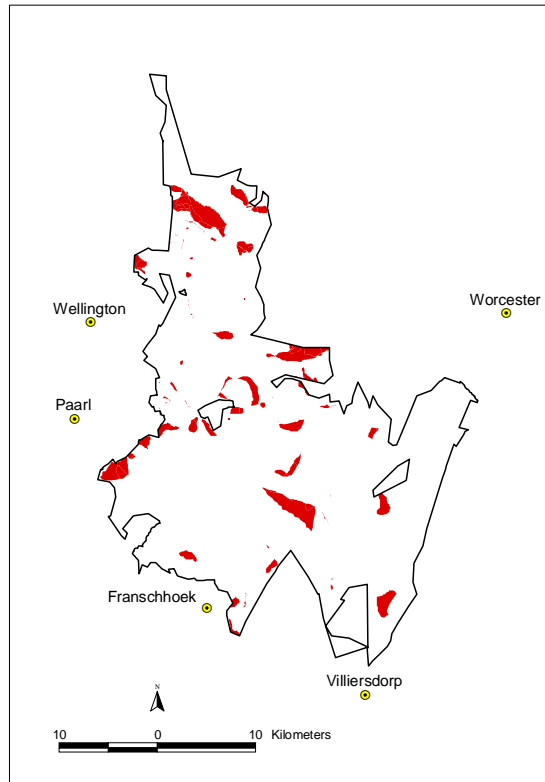 Wellington
Worcester
Paarl
Franschhoek
Villiersdorp
N
10 0 10 Kilometers